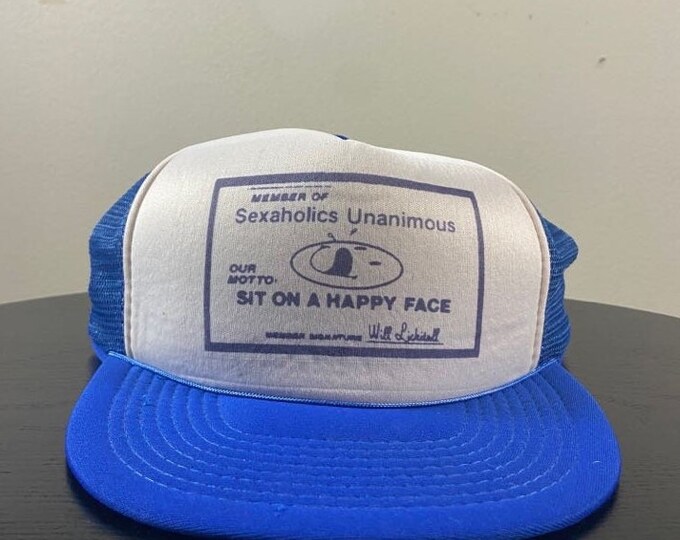 MEMBER OF
Sexaholics Unanimous
OUR
MOTTO:
SIT ON A HAPPY FACE
MEMBER SIGNATURE Will Lickitall